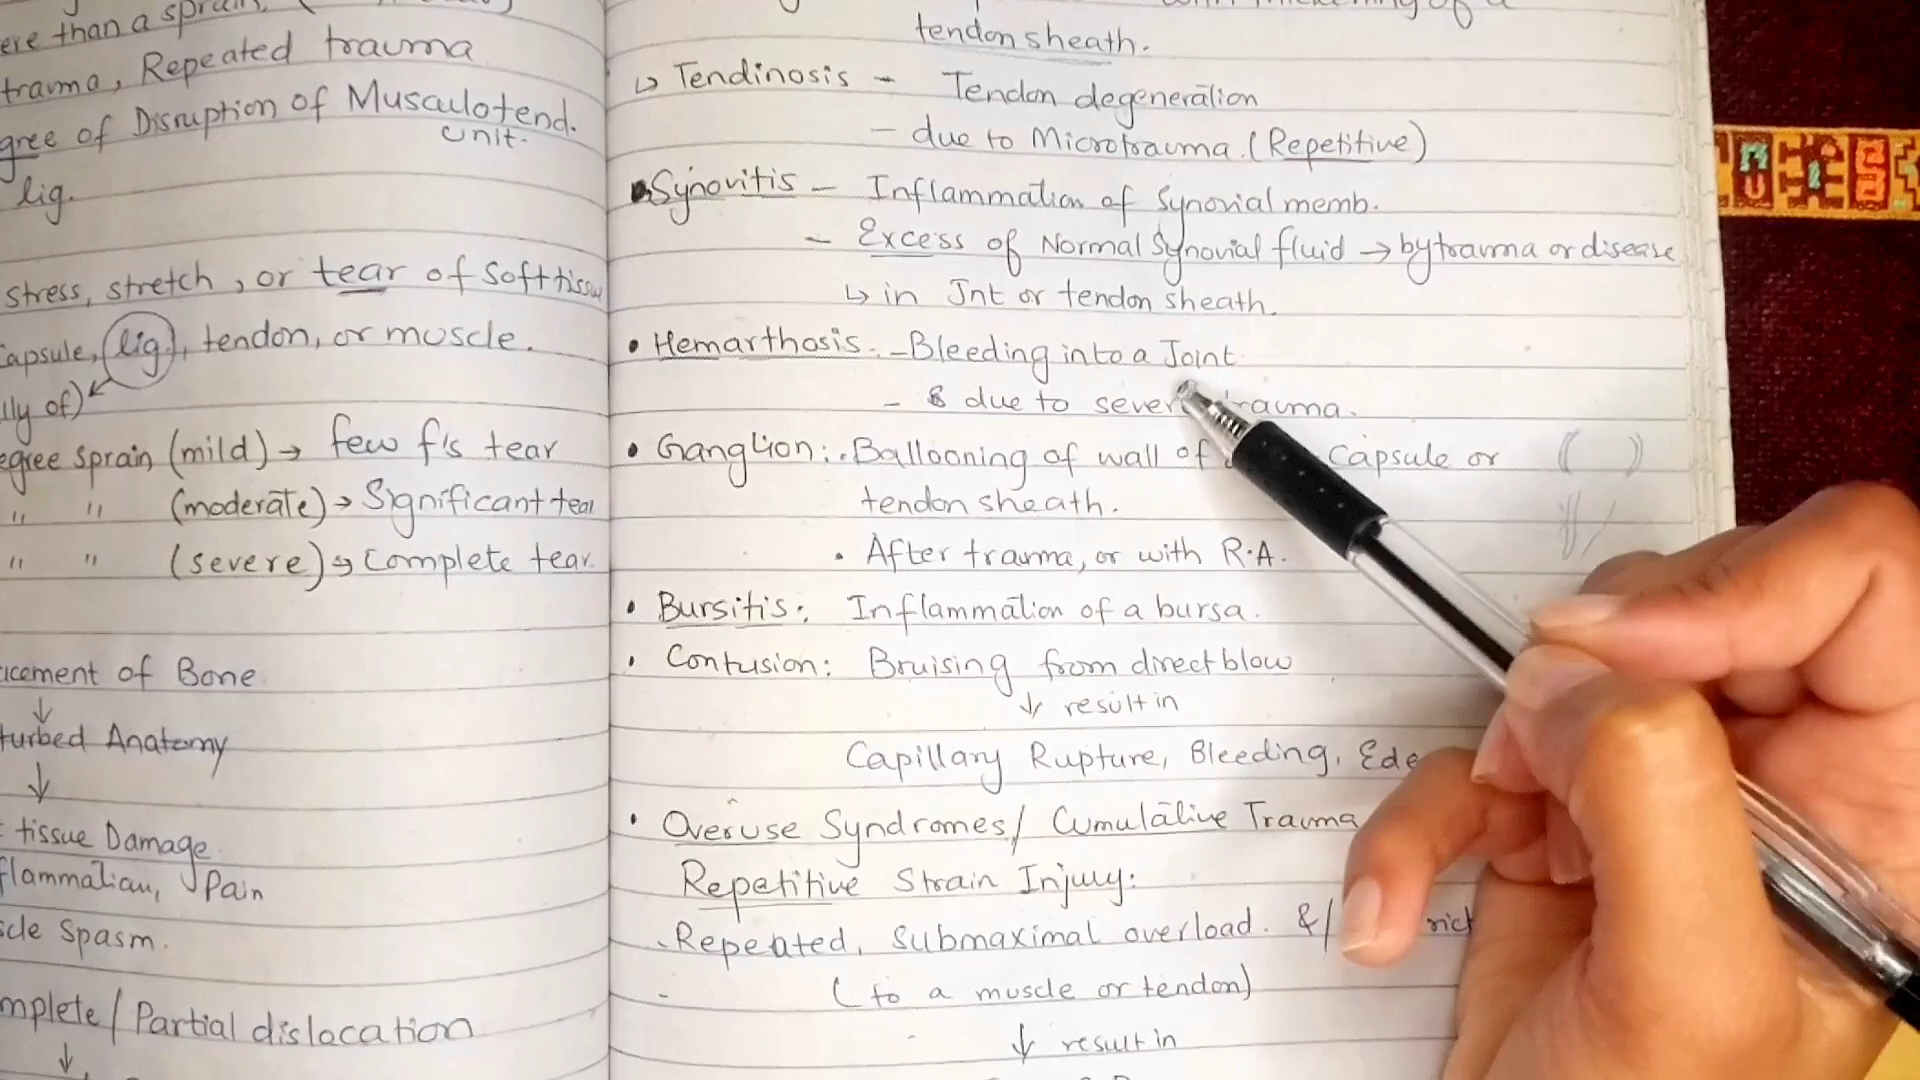 ere than a sprain.
trauma, Repeated trauma
gree of Disruption of Musculotend.
unit.
lig.
stress, stretch, or tear of soft tissu
apsule, (lig.), tendon, or muscle.
lly of)
egree sprain (mild) → few f's tear
" " (moderate) → Significant tear
" " (severe) → Complete tear.
acement of Bone
↓
turbed Anatomy
↓
tissue Damage
flammation, Pain
scle Spasm.
mplete / Partial dislocation
↓
tendon sheath.
↳ Tendinosis - Tendon degeneration
- due to Microtrauma. (Repetitive)
• Synovitis - Inflammation of Synovial memb.
- Excess of Normal Synovial fluid → by trauma or disease
↳ in Jnt or tendon sheath.
• Hemarthosis. - Bleeding into a Joint
- & due to sever trauma.
• Ganglion: . Ballooning of wall of Capsule or ( )
tendon sheath.
• After trauma, or with R.A.
• Bursitis: Inflammation of a bursa.
• Contusion: Bruising from direct blow
↓ result in
Capillary Rupture, Bleeding, Ede
• Overuse Syndromes / Cumulative Trauma
Repetitive Strain Injury:
Repeated, submaximal overload. &/ rict
- (to a muscle or tendon)
↓ result in